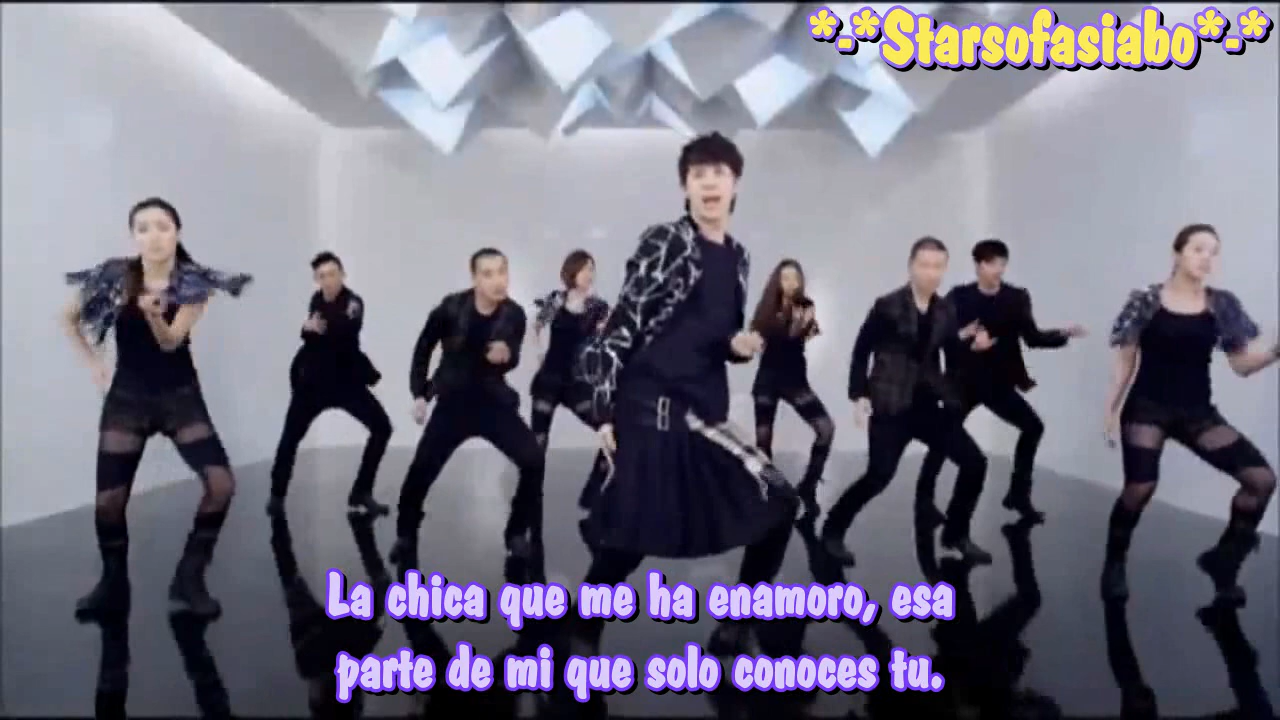 *-*Starsofasiabo*-*
La chica que me ha enamoro, esa
parte de mi que solo conoces tu.